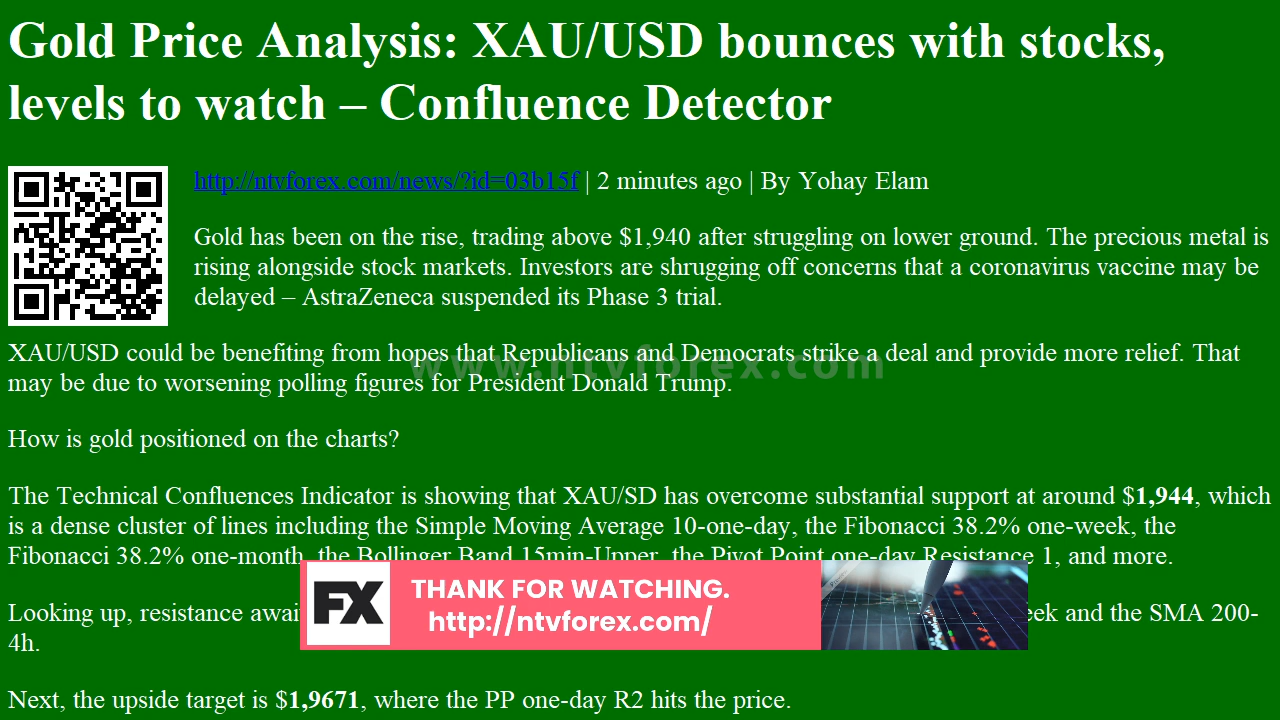 Gold Price Analysis: XAU/USD bounces with stocks,
levels to watch – Confluence Detector
http://ntvforex.com/news/?id=03b15f | 2 minutes ago | By Yohay Elam
Gold has been on the rise, trading above $1,940 after struggling on lower ground. The precious metal is
rising alongside stock markets. Investors are shrugging off concerns that a coronavirus vaccine may be
delayed – AstraZeneca suspended its Phase 3 trial.
XAU/USD could be benefiting from hopes that Republicans and Democrats strike a deal and provide more relief. That
www.ntvforex.com
may be due to worsening polling figures for President Donald Trump.
How is gold positioned on the charts?
The Technical Confluences Indicator is showing that XAU/SD has overcome substantial support at around $1,944, which
is a dense cluster of lines including the Simple Moving Average 10-one-day, the Fibonacci 38.2% one-week, the
Fibonacci 38.2% one-month, the Bollinger Band 15min-Upper, the Pivot Point one-day Resistance 1, and more.
FX THANK FOR WATCHING.
http://ntvforex.com/
Looking up, resistance and the SMA 200-
4h.
Next, the upside target is $1,9671, where the PP one-day R2 hits the price.